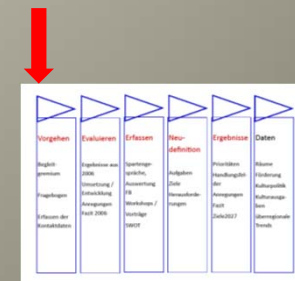 Vorgehen
Begleit-
gremium
Fragebogen
Erfassen der
Kontaktdaten
Evaluieren
Ergebnisse aus
2006
Umsetzung /
Entwicklung
Anregungen
Fazit 2006
Erfassen
Spartenge-
spräche,
Auswertung
FB
Workshops /
Vorträge
SWOT
Neu-
definition
Aufgaben
Ziele
Herausforde-
rungen
Ergebnisse
Prioritäten
Handlungsfel-
der
Anregungen
Fazit
Ziele2027
Daten
Räume
Förderung
Kulturpolitik
Kulturausga-
ben
überregionale
Trends